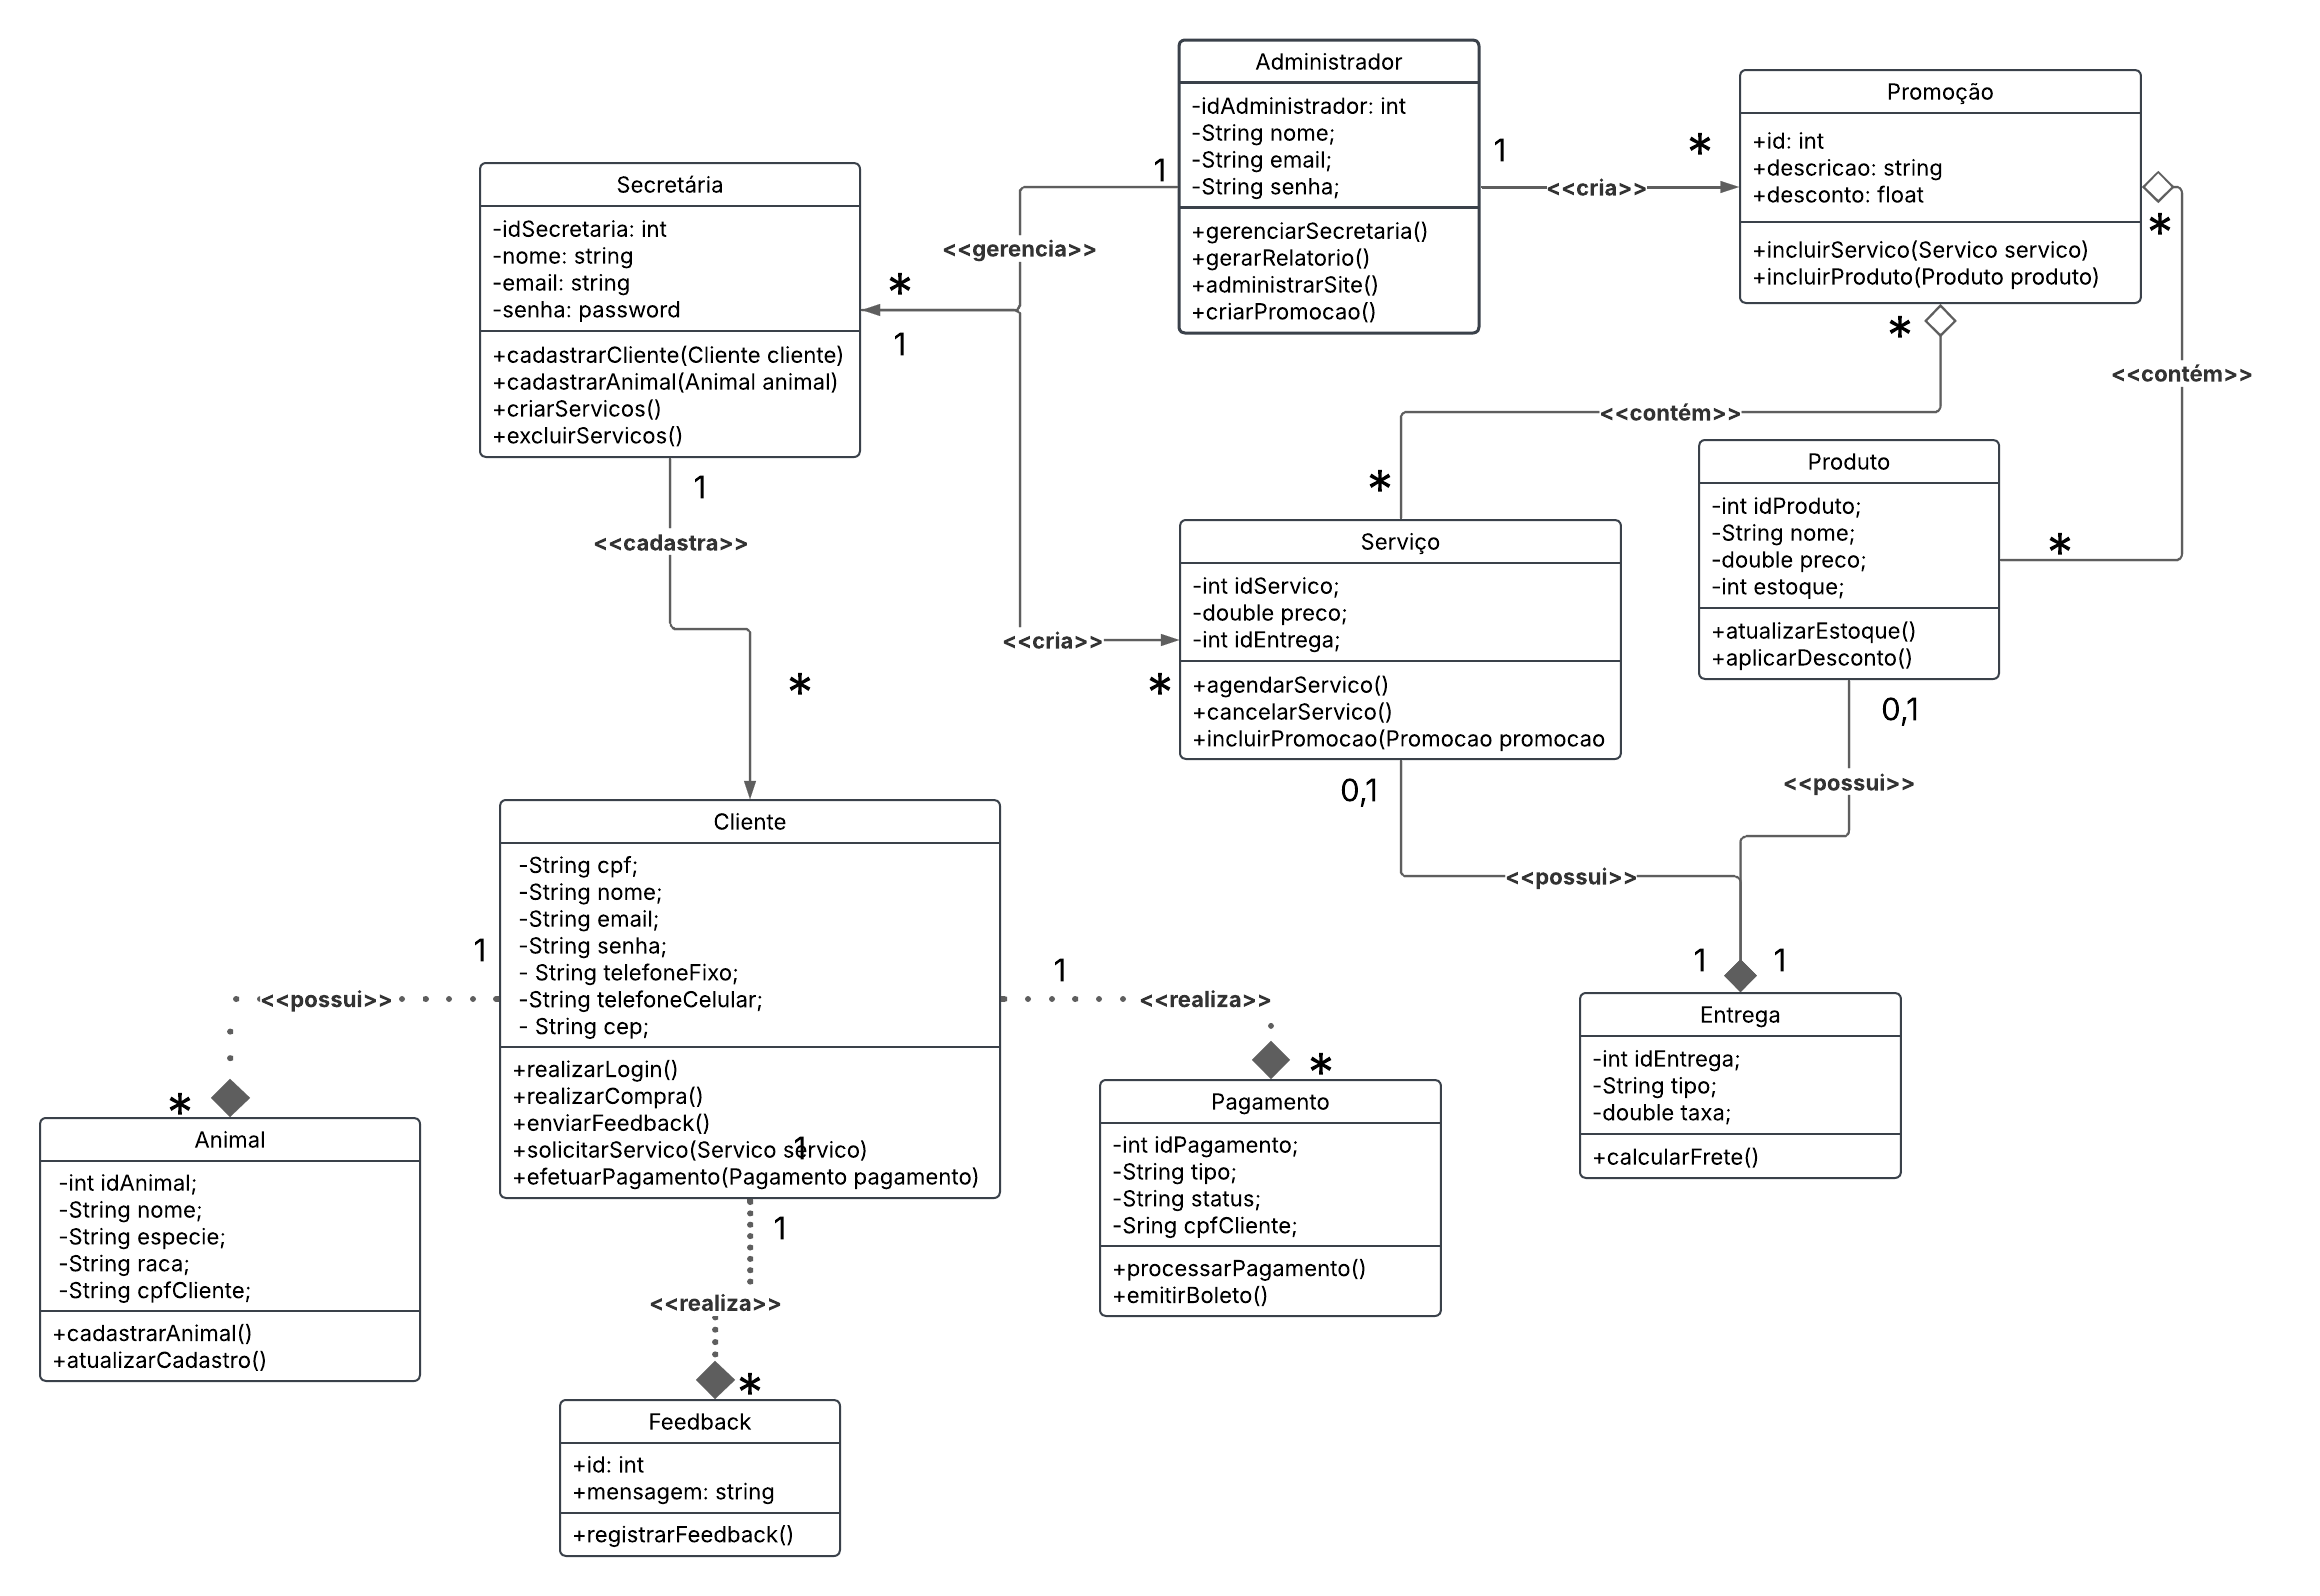 Administrador
-idAdministrador: int
-String nome;
-String email;
-String senha;
+gerenciarSecretaria()
+gerarRelatorio()
+administrarSite()
+criarPromocao()
1
1
<<cria>>
*
Promoção
+id: int
+descricao: string
+desconto: float
+incluirServico(Servico servico)
+incluirProduto(Produto produto)
*
*
<<contém>>
<<contém>>
*
*
Secretária
-idSecretaria: int
-nome: string
-email: string
-senha: password
+cadastrarCliente(Cliente cliente)
+cadastrarAnimal(Animal animal)
+criarServicos()
+excluirServicos()
<<gerencia>>
*
1
1
<<cadastra>>
*
<<cria>>
*
Serviço
-int idServico;
-double preco;
-int idEntrega;
+agendarServico()
+cancelarServico()
+incluirPromocao(Promocao promocao
0,1
<<possui>>
Produto
-int idProduto;
-String nome;
-double preco;
-int estoque;
+atualizarEstoque()
+aplicarDesconto()
0,1
<<possui>>
1
1
Entrega
-int idEntrega;
-String tipo;
-double taxa;
+calcularFrete()
Cliente
-String cpf;
-String nome;
-String email;
-String senha;
- String telefoneFixo;
-String telefoneCelular;
- String cep;
+realizarLogin()
+realizarCompra()
+enviarFeedback()
+solicitarServico(Servico servico)
1
+efetuarPagamento(Pagamento pagamento)
1
<<possui>>
*
1
<<realiza>>
*
Animal
-int idAnimal;
-String nome;
-String especie;
-String raca;
-String cpfCliente;
+cadastrarAnimal()
+atualizarCadastro()
Pagamento
-int idPagamento;
-String tipo;
-String status;
-Sring cpfCliente;
+processarPagamento()
+emitirBoleto()
1
<<realiza>>
*
Feedback
+id: int
+mensagem: string
+registrarFeedback()